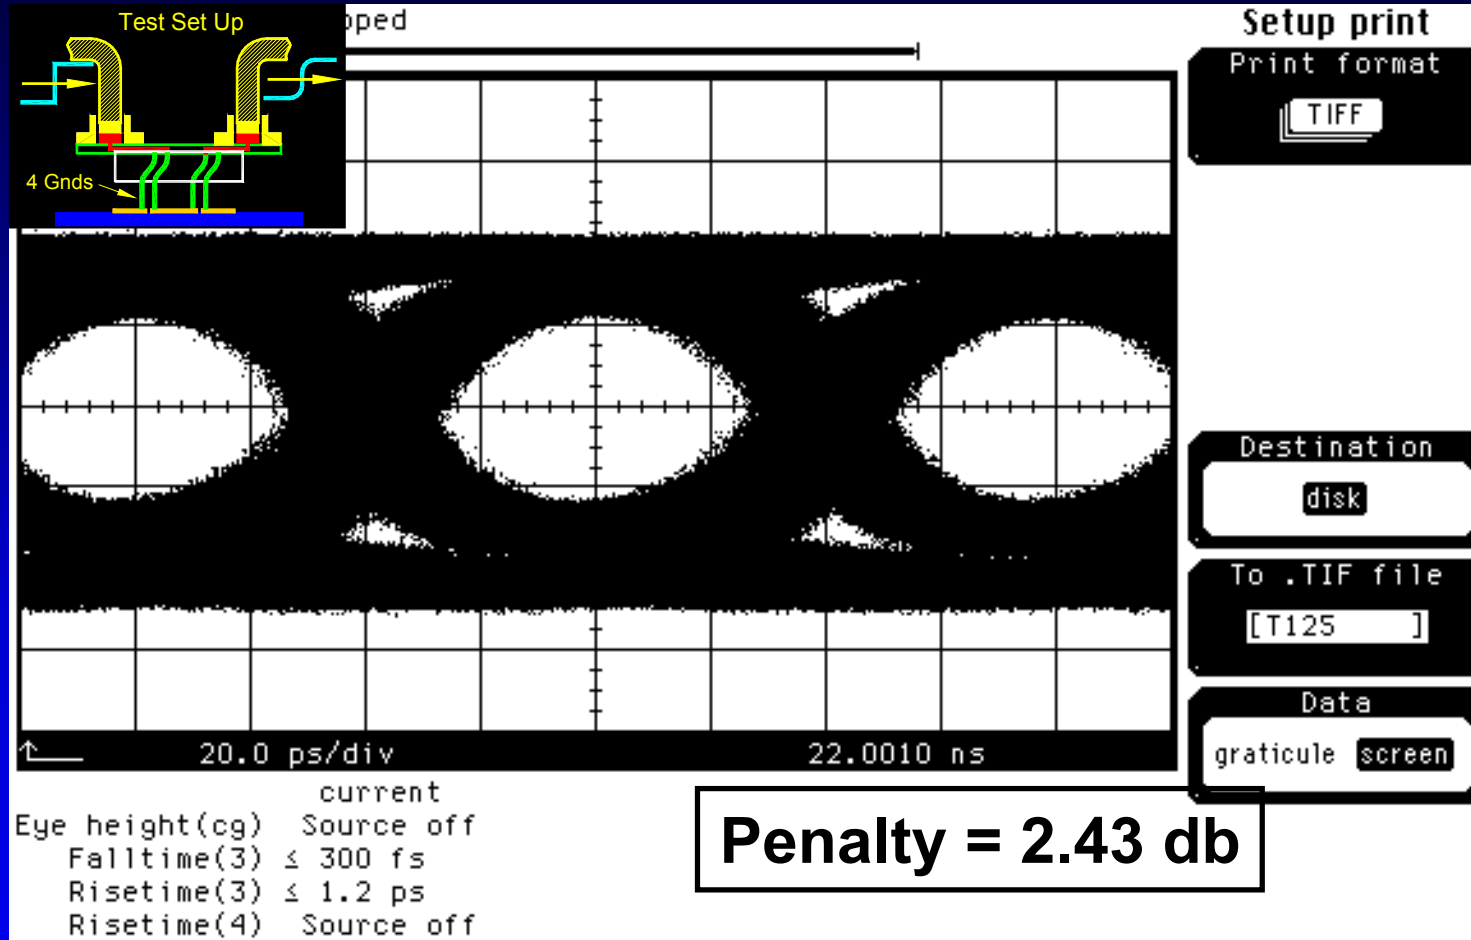 Test Set Up
pped
Setup print
Print format
TIFF
4 Gnds
Destination
disk
To .TIF file
[T125 ]
Data
graticule screen
20.0 ps/div 22.0010 ns
current
Eye height(cg) Source off
Falltime(3) ≤ 300 fs
Risetime(3) ≤ 1.2 ps
Risetime(4) Source off
Penalty = 2.43 db